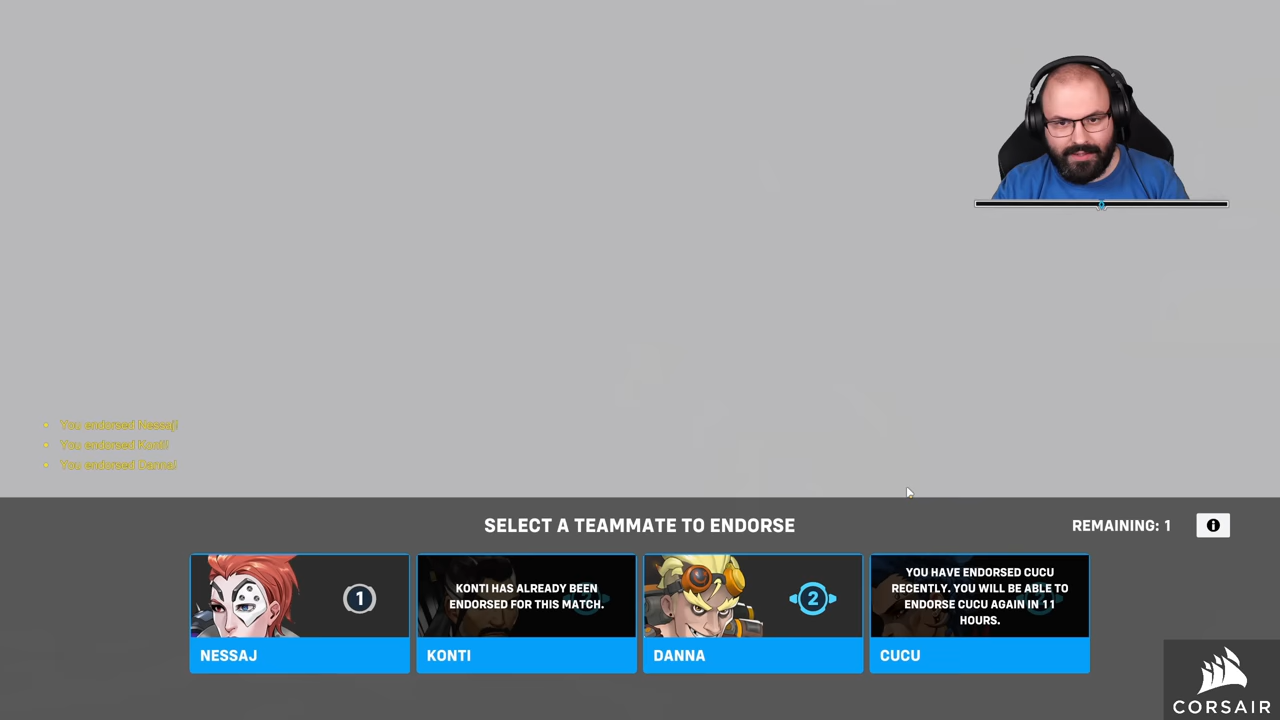 You endorsed Nessaj!
You endorsed Konti!
You endorsed Danna!
SELECT A TEAMMATE TO ENDORSE
REMAINING: 1
1
KONTI HAS ALREADY BEEN
ENDORSED FOR THIS MATCH.
2
YOU HAVE ENDORSED CUCU
RECENTLY. YOU WILL BE ABLE TO
ENDORSE CUCU AGAIN IN 11
HOURS.
NESSAJ
KONTI
DANNA
CUCU
CORSAIR